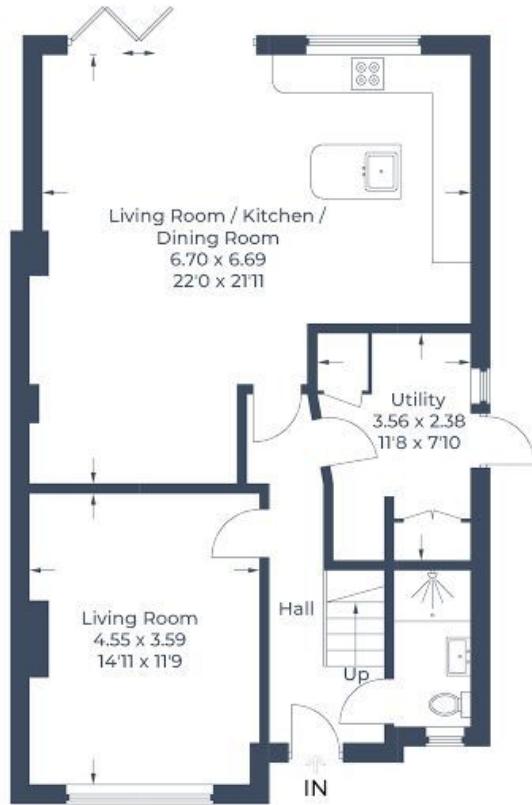 Living Room / Kitchen /
Dining Room
6.70 x 6.69
22'0 x 21'11
Utility
3.56 x 2.38
11'8 x 7'10
Living Room
4.55 x 3.59
14'11 x 11'9
Hall
Up
IN